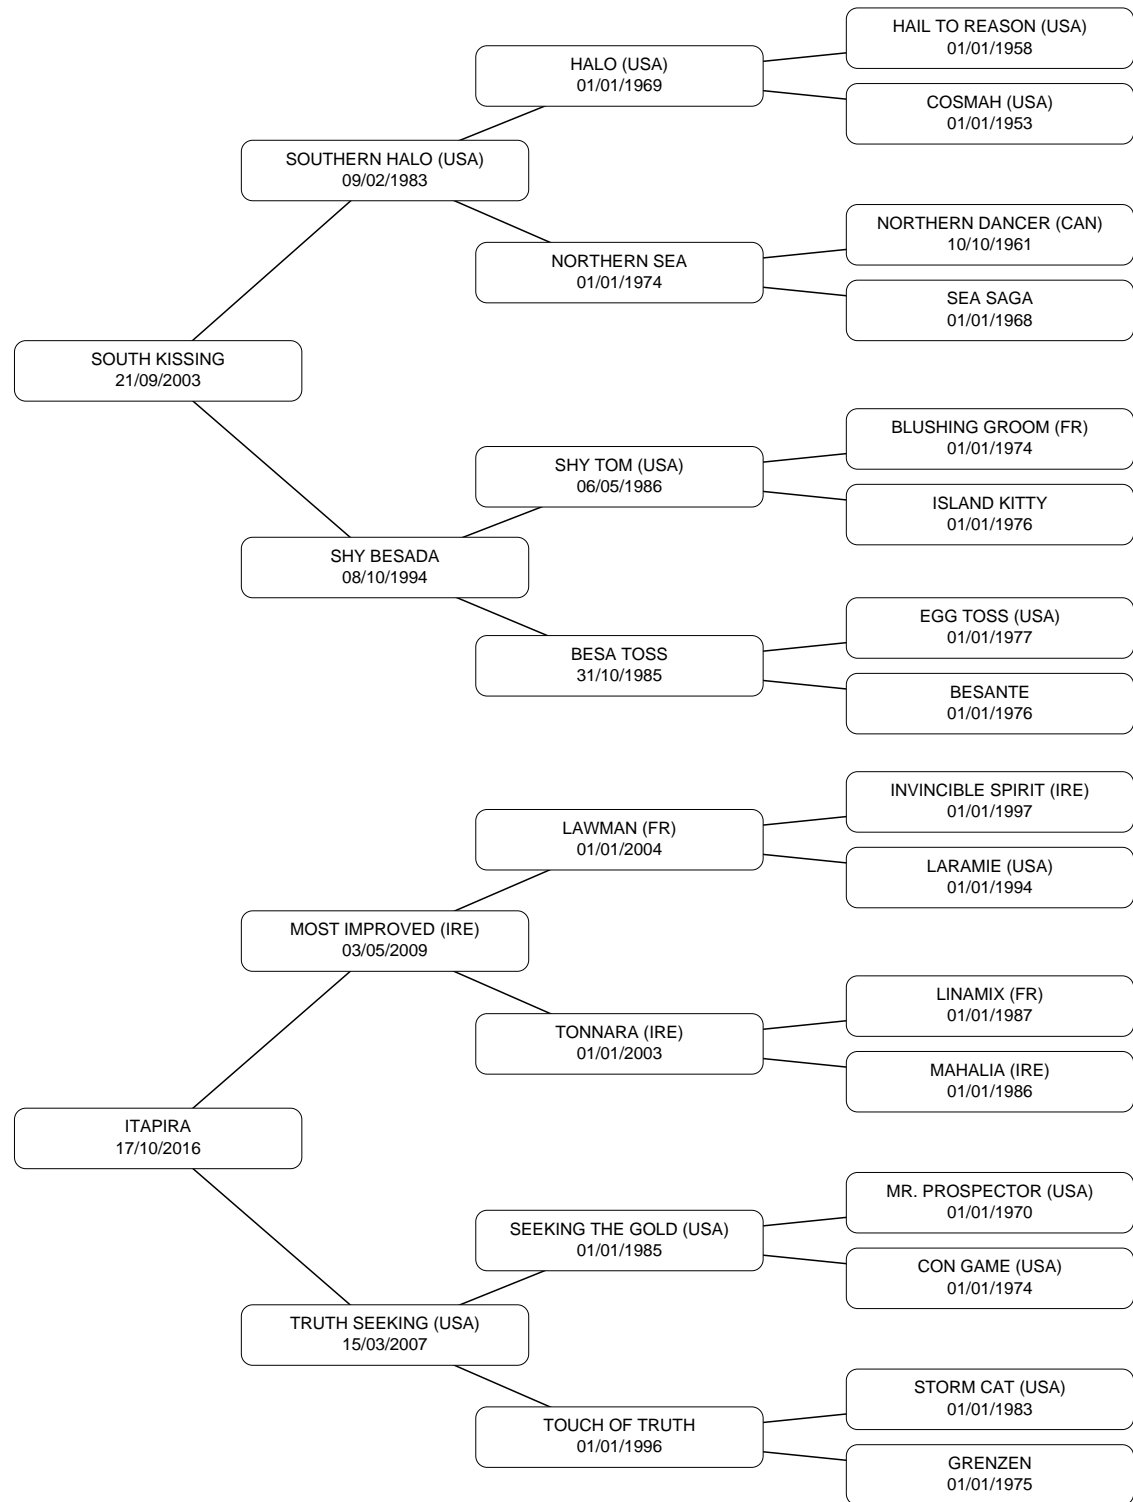 HAIL TO REASON (USA)
01/01/1958
HALO (USA)
01/01/1969
COSMAH (USA)
01/01/1953
SOUTHERN HALO (USA)
09/02/1983
NORTHERN DANCER (CAN)
10/10/1961
NORTHERN SEA
01/01/1974
SEA SAGA
01/01/1968
SOUTH KISSING
21/09/2003
BLUSHING GROOM (FR)
01/01/1974
SHY TOM (USA)
06/05/1986
ISLAND KITTY
01/01/1976
SHY BESADA
08/10/1994
EGG TOSS (USA)
01/01/1977
BESA TOSS
31/10/1985
BESANTE
01/01/1976
INVINCIBLE SPIRIT (IRE)
01/01/1997
LAWMAN (FR)
01/01/2004
LARAMIE (USA)
01/01/1994
MOST IMPROVED (IRE)
03/05/2009
LINAMIX (FR)
01/01/1987
TONNARA (IRE)
01/01/2003
MAHALIA (IRE)
01/01/1986
ITAPIRA
17/10/2016
MR. PROSPECTOR (USA)
01/01/1970
SEEKING THE GOLD (USA)
01/01/1985
CON GAME (USA)
01/01/1974
TRUTH SEEKING (USA)
15/03/2007
STORM CAT (USA)
01/01/1983
TOUCH OF TRUTH
01/01/1996
GRENZEN
01/01/1975